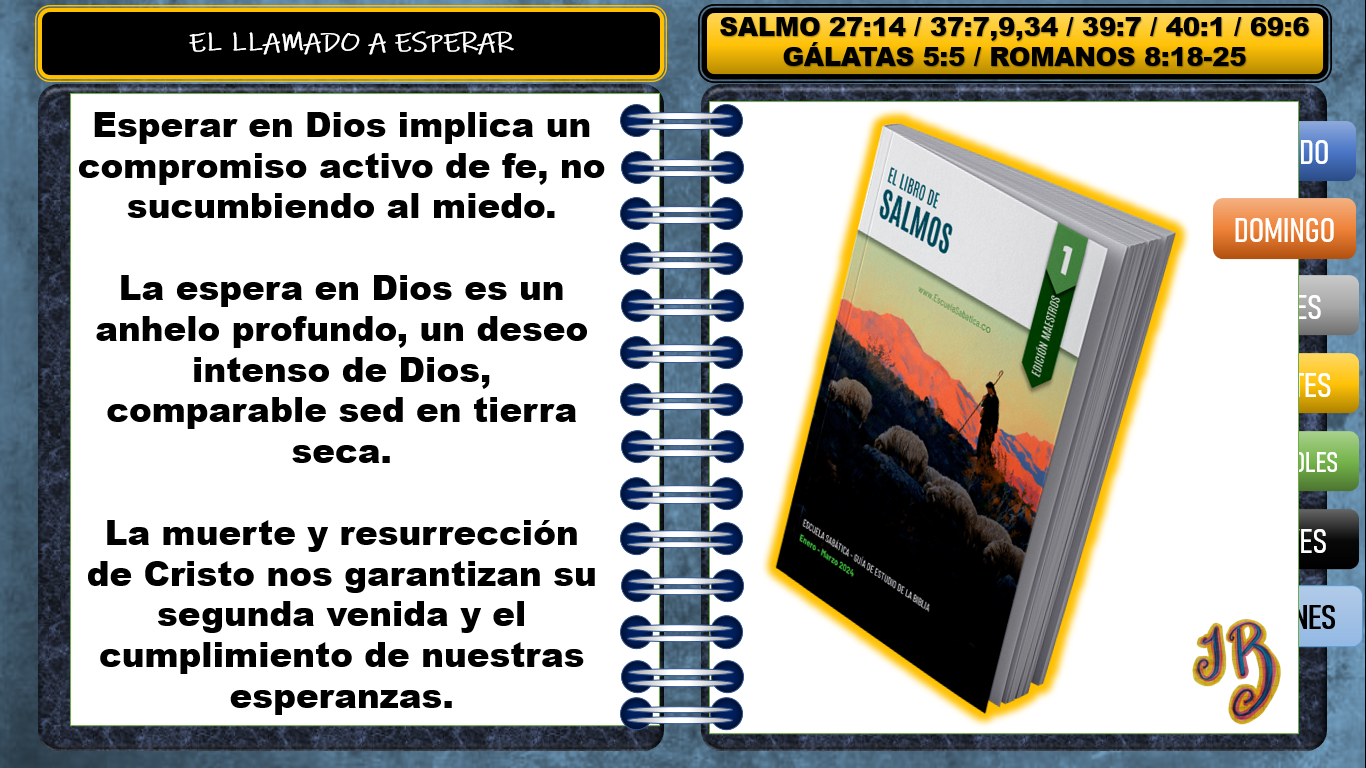 EL LLAMADO A ESPERAR
SALMO 27:14 / 37:7,9,34 / 39:7 / 40:1 / 69:6
GÁLATAS 5:5 / ROMANOS 8:18-25
Esperar en Dios implica un
compromiso activo de fe, no
sucumbiendo al miedo.
La espera en Dios es un
anhelo profundo, un deseo
intenso de Dios,
comparable sed en tierra
seca.
La muerte y resurrección
de Cristo nos garantizan su
segunda venida y el
cumplimiento de nuestras
esperanzas.
EL LIBRO DE
SALMOS
1
EDICIÓN MAESTROS
www.EscuelaSabatica.CO
ESCUELA SABÁTICA - GUÍA DE ESTUDIO DE LA BIBLIA
Enero - Marzo 2024
DO
DOMINGO
ES
TES
OLES
ES
NES
JB